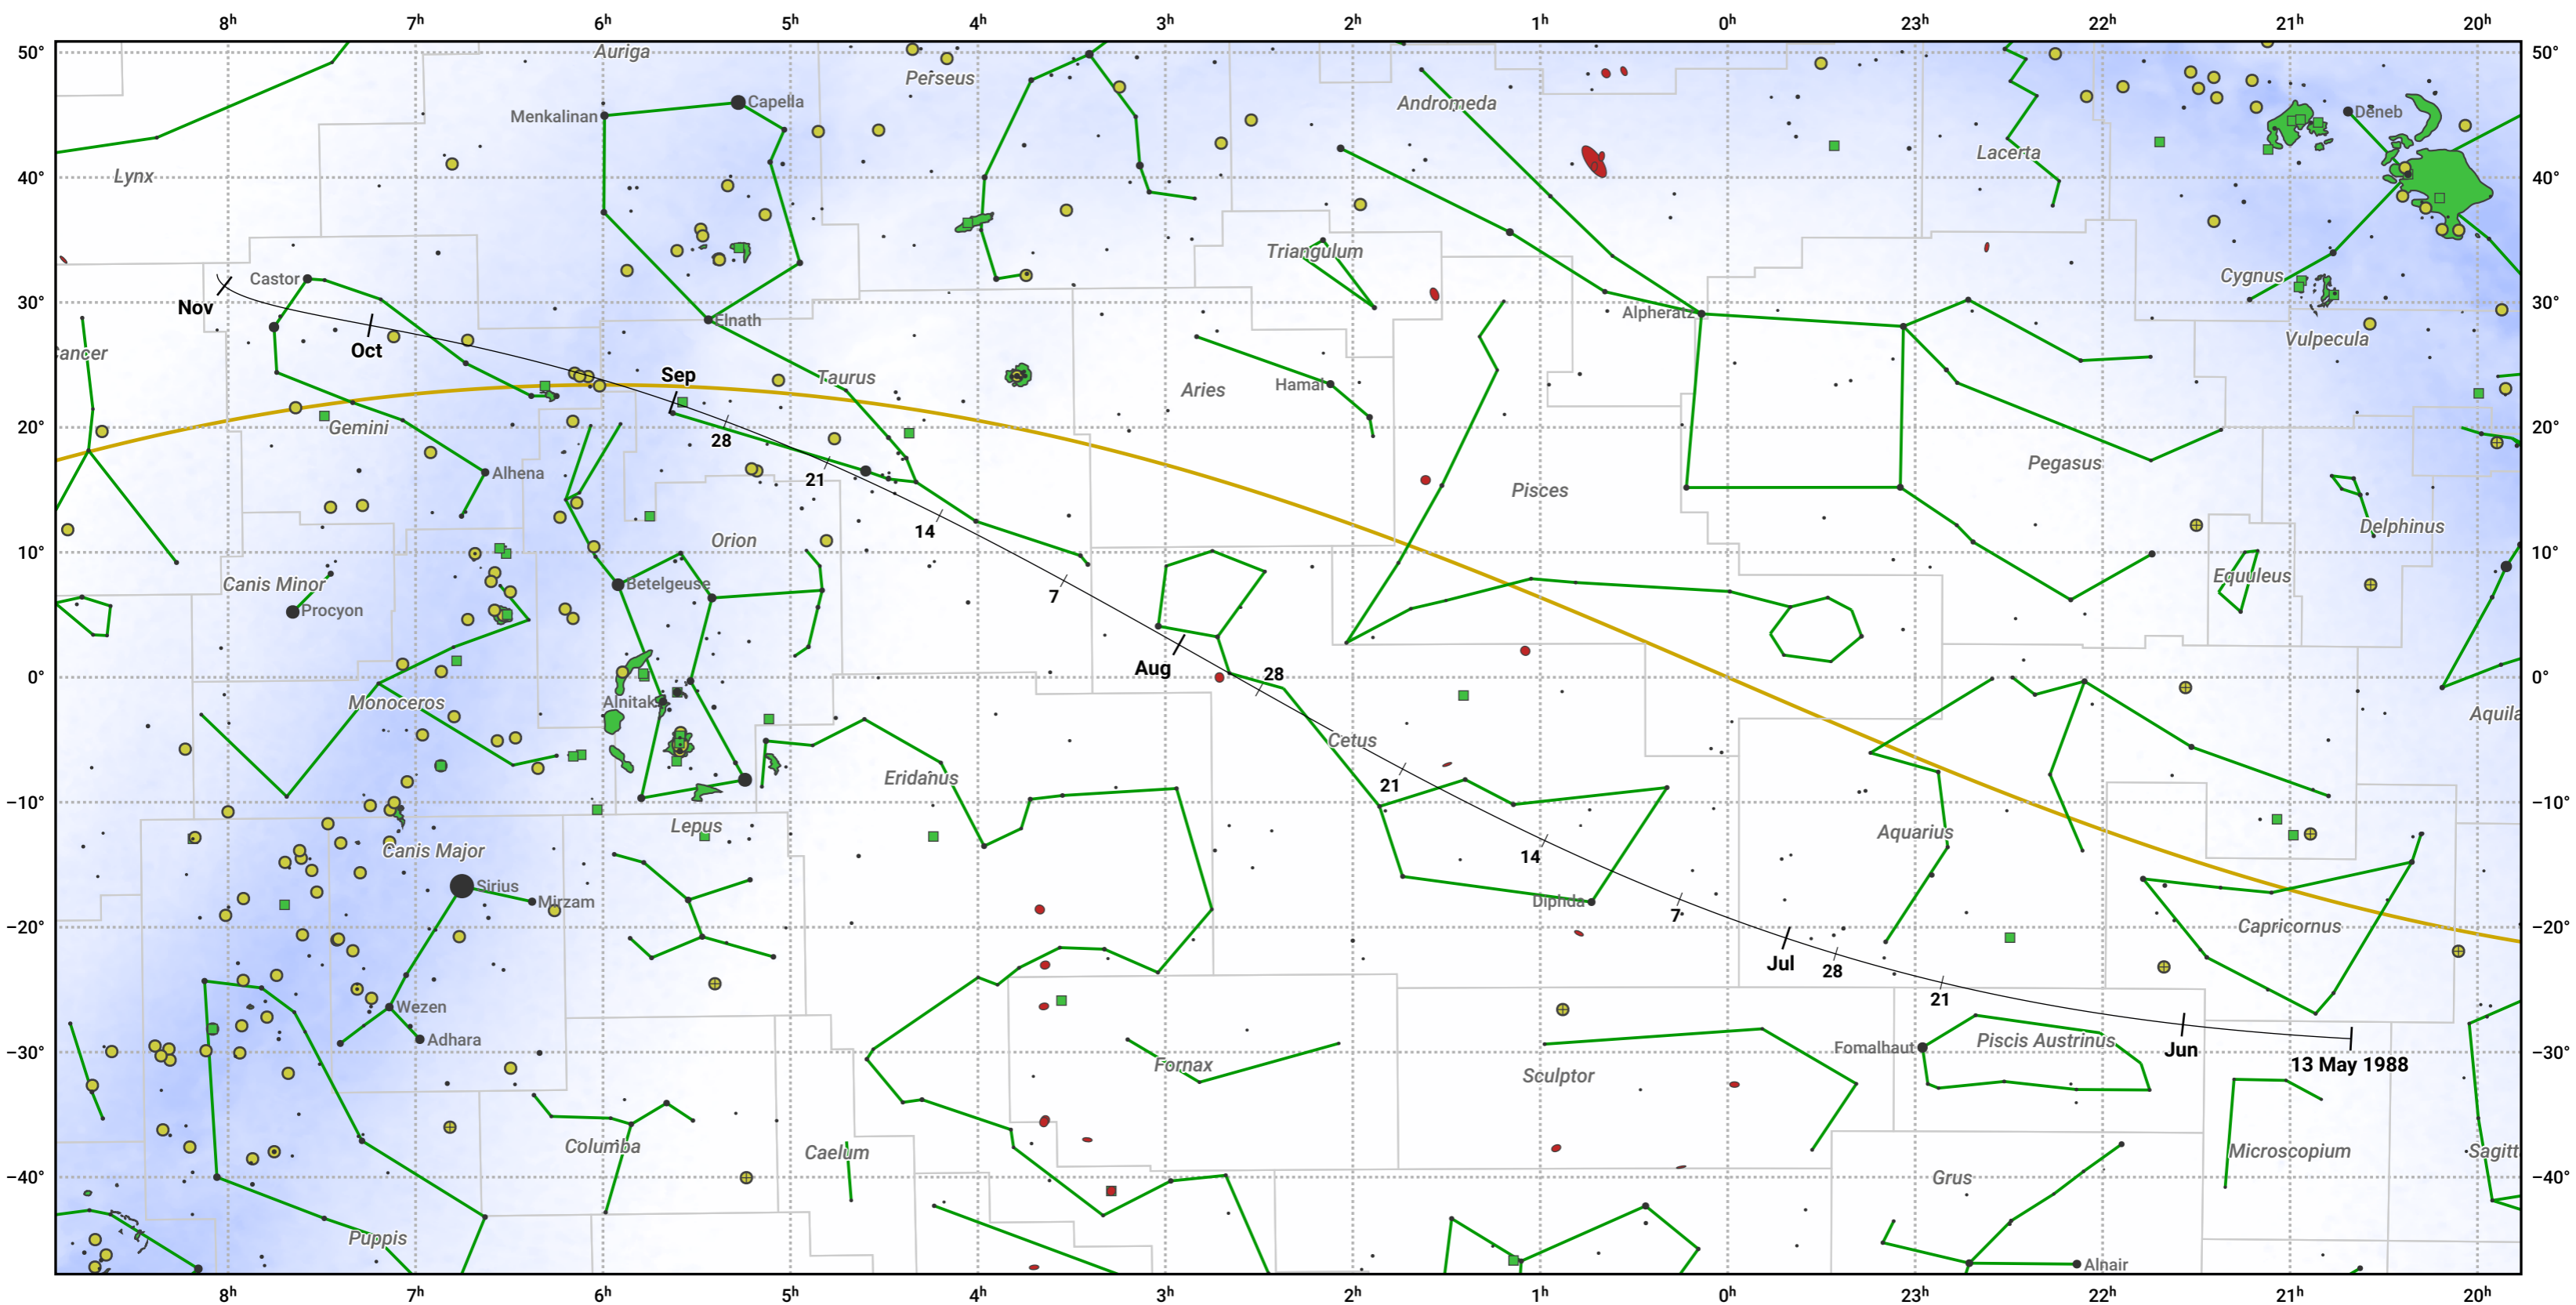 8h 7h 6h 5h 4h 3h 2h 1h 0h 23h 22h 21h 20h
50° Auriga 50°
Perseus
Menkalinan Capella Andromeda Deneb
Lacerta
40° Lynx 40°
Triangulum
Castor Cygnus
30° Nov 30°
Elnath Alpheratz
Oct Vulpecula
ancer
Sep Taurus Aries Hamal
20° Gemini 28 20°
Alhena 21 Pisces Pegasus
14 Orion Delphinus
10° 10°
Canis Minor Betelgeuse 7 Equuleus
Procyon
0° Aug 28 0°
Monoceros Alnitak Aquila
Cetus
Eridanus 21
−10° −10°
Lepus Aquarius
Canis Major 14
Sirius
Mirzam Diphda 7
−20° Capricornus −20°
Jul 28
Wezen 21
−30° Adhara Fornax Sculptor Fomalhaut Piscis Austrinus Jun 13 May 1988 −30°
Columba Caelum Microscopium Sagitt
−40° Grus −40°
Puppis
Alnair
8h 7h 6h 5h 4h 3h 2h 1h 0h 23h 22h 21h 20h